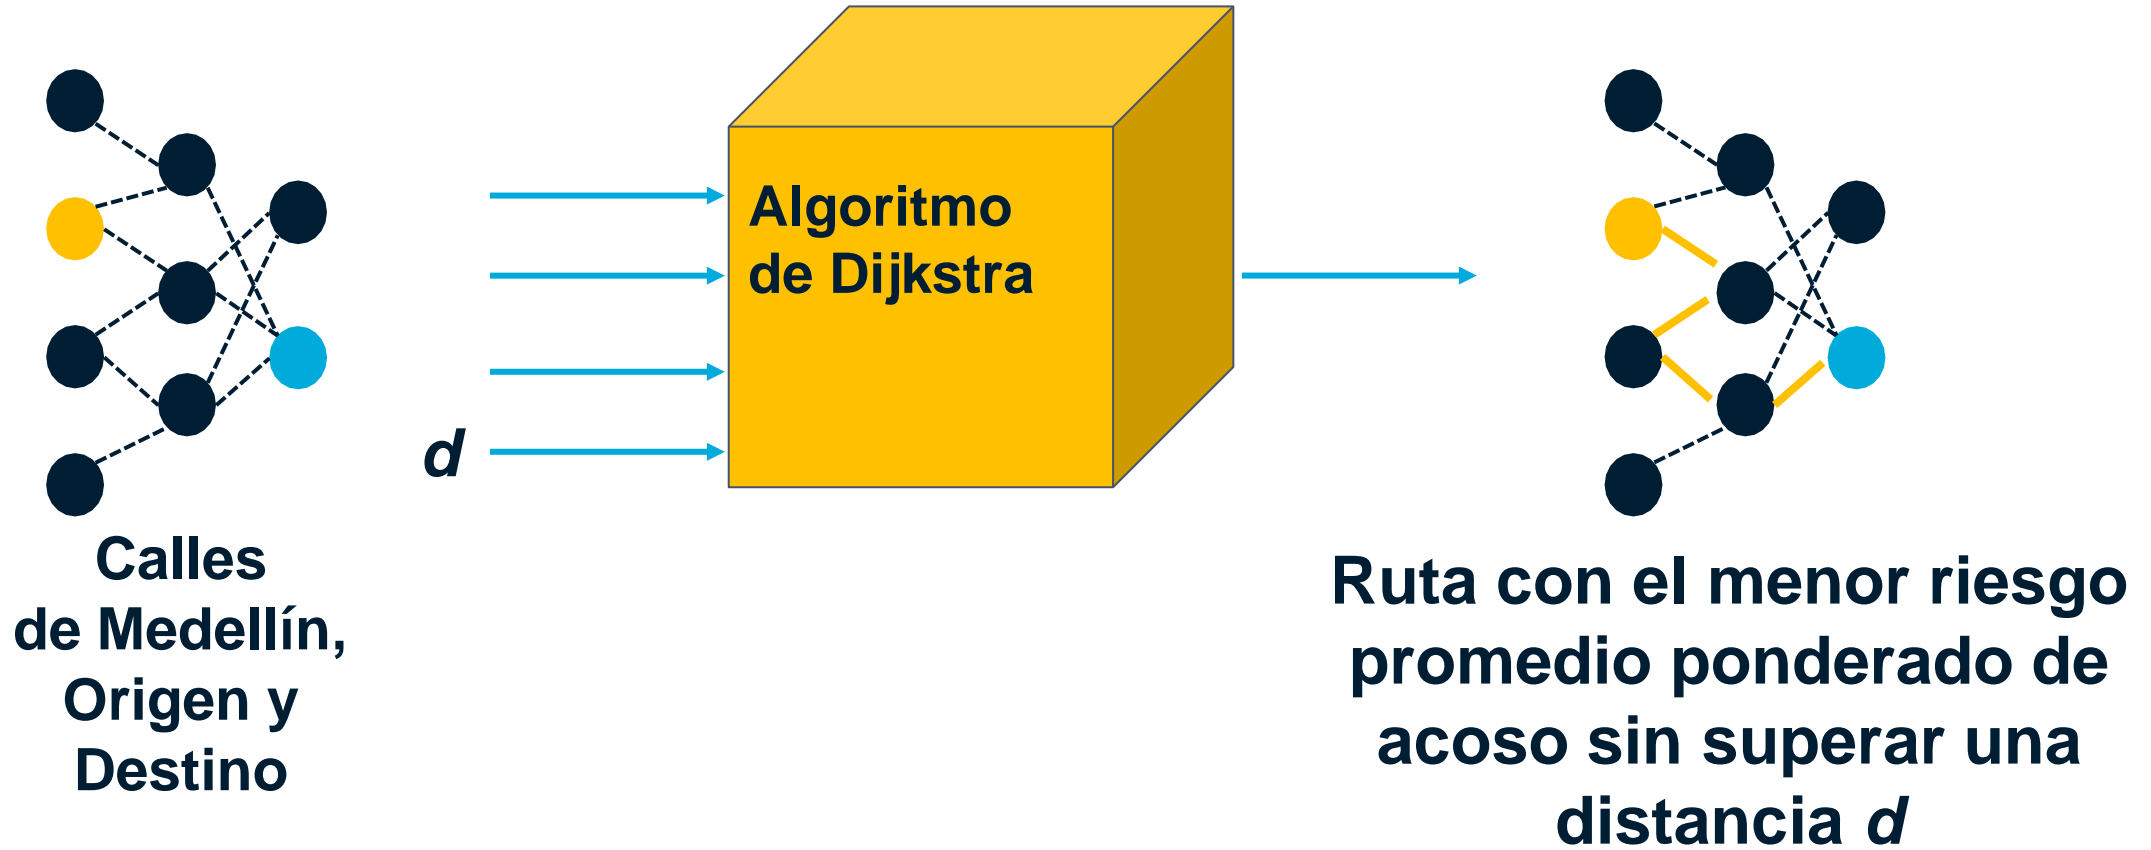 Calles
de Medellín,
Origen y
Destino
d
Algoritmo
de Dijkstra
Ruta con el menor riesgo
promedio ponderado de
acoso sin superar una
distancia d